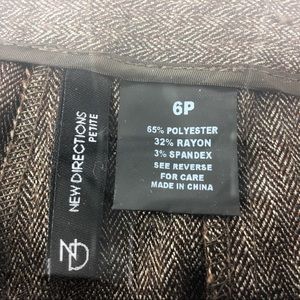 NEW DIRECTIONS
PETITE
ND
6P
65% POLYESTER
32% RAYON
3% SPANDEX
SEE REVERSE
FOR CARE
MADE IN CHINA